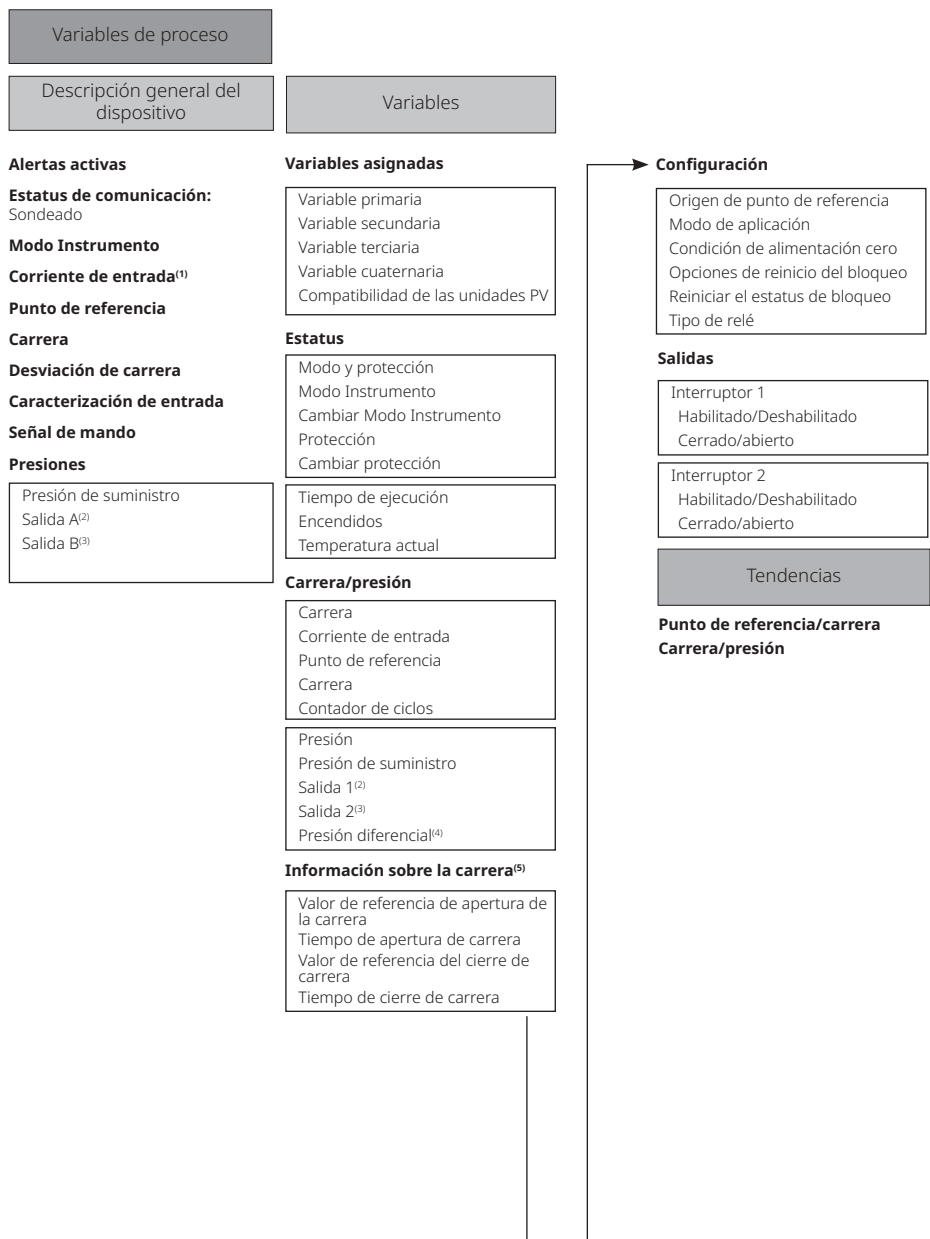 Variables de proceso
Descripción general del
dispositivo
Alertas activas
Estatus de comunicación:
Sondeado
Modo Instrumento
Corriente de entrada(1)
Punto de referencia
Carrera
Desviación de carrera
Caracterización de entrada
Señal de mando
Presiones
Presión de suministro
Salida A(2)
Salida B(3)
Variables
Variables asignadas
Variable primaria
Variable secundaria
Variable terciaria
Variable cuaternaria
Compatibilidad de las unidades PV
Estatus
Modo y protección
Modo Instrumento
Cambiar Modo Instrumento
Protección
Cambiar protección
Tiempo de ejecución
Encendidos
Temperatura actual
Carrera/presión
Carrera
Corriente de entrada
Punto de referencia
Carrera
Contador de ciclos
Presión
Presión de suministro
Salida 1(2)
Salida 2(3)
Presión diferencial(4)
Información sobre la carrera(5)
Valor de referencia de apertura de
la carrera
Tiempo de apertura de carrera
Valor de referencia del cierre de
carrera
Tiempo de cierre de carrera
Configuración
Origen de punto de referencia
Modo de aplicación
Condición de alimentación cero
Opciones de reinicio del bloqueo
Reiniciar el estatus de bloqueo
Tipo de relé
Salidas
Interruptor 1
Habilitado/Deshabilitado
Cerrado/abierto
Interruptor 2
Habilitado/Deshabilitado
Cerrado/abierto
Tendencias
Punto de referencia/carrera
Carrera/presión